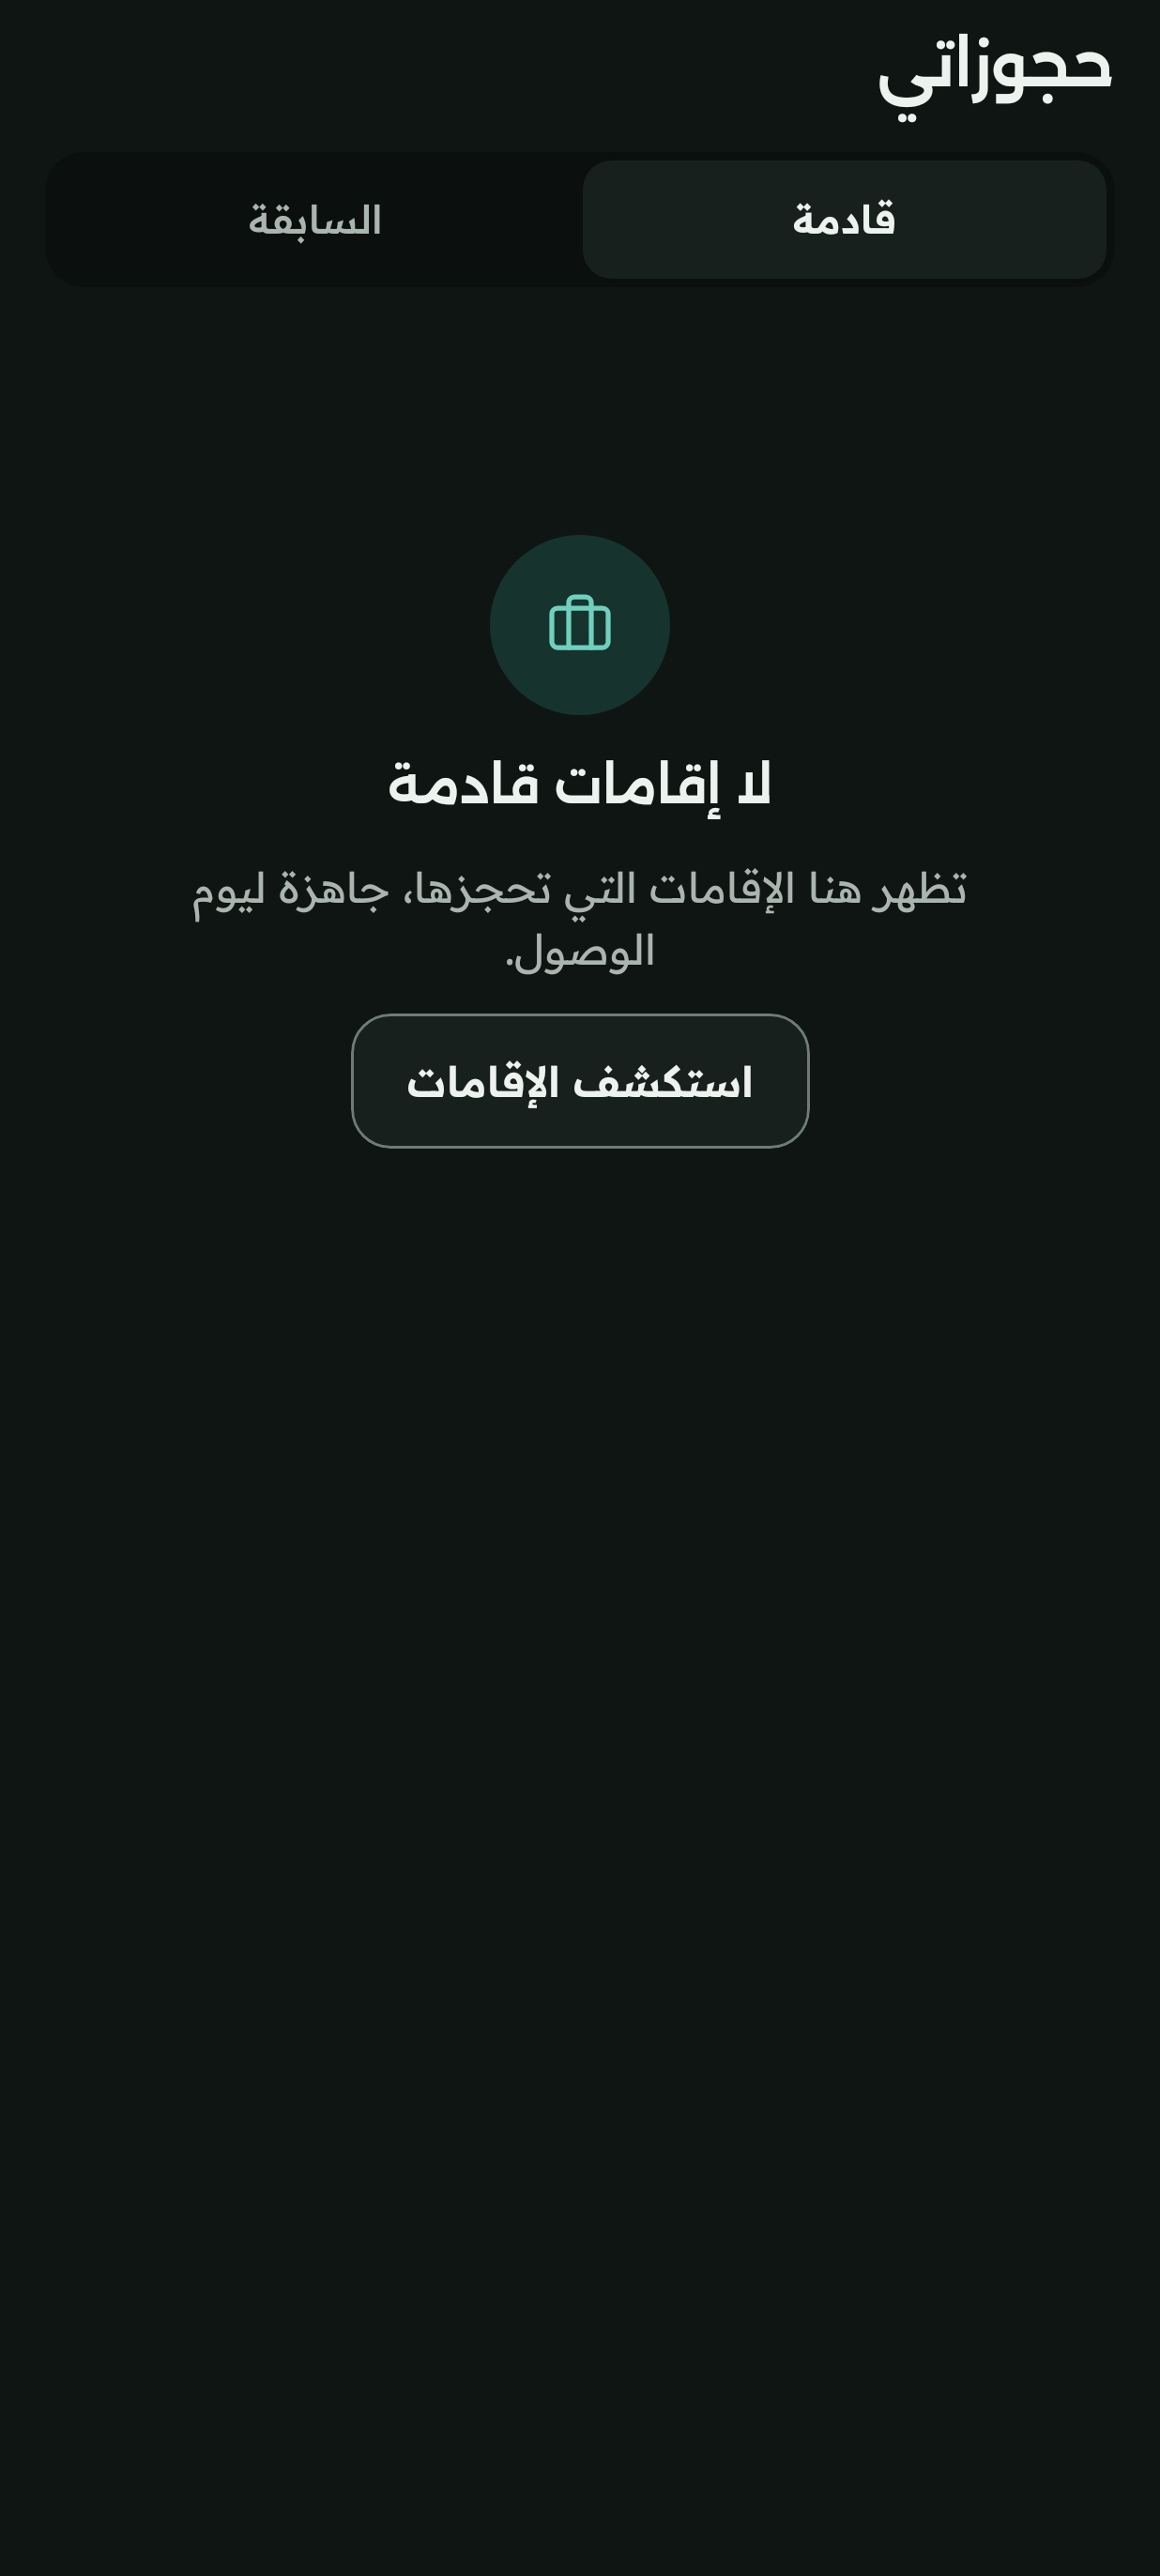 حجوزاتي
قادمة
السابقة
لا إقامات قادمة
تظهر هنا الإقامات التي تحجزها، جاهزة ليوم
الوصول.
استكشف الإقامات